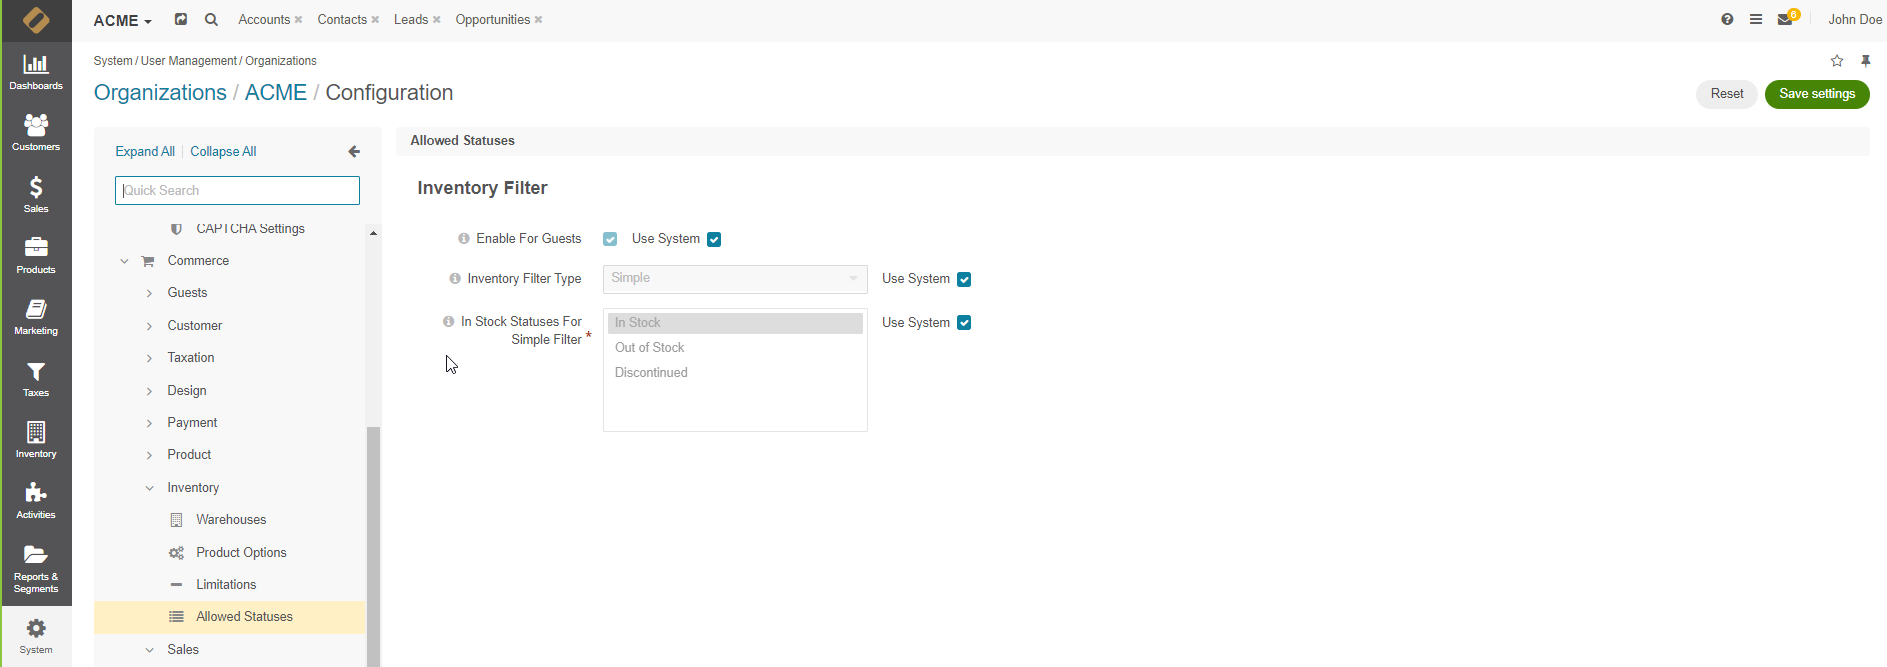 ACME
Accounts
Contacts
Leads
Opportunities
6
John Doe
System / User Management / Organizations
Organizations / ACME / Configuration
Reset
Save settings
Dashboards
Customers
Sales
Products
Marketing
Taxes
Inventory
Activities
Reports &
Segments
System
Expand All | Collapse All
Quick Search
CAPTCHA Settings
Commerce
Guests
Customer
Taxation
Design
Payment
Product
Inventory
Warehouses
Product Options
Limitations
Allowed Statuses
Sales
Allowed Statuses
Inventory Filter
Enable For Guests
Use System
Inventory Filter Type
Simple
Use System
In Stock Statuses For
Simple Filter *
In Stock
Out of Stock
Discontinued
Use System